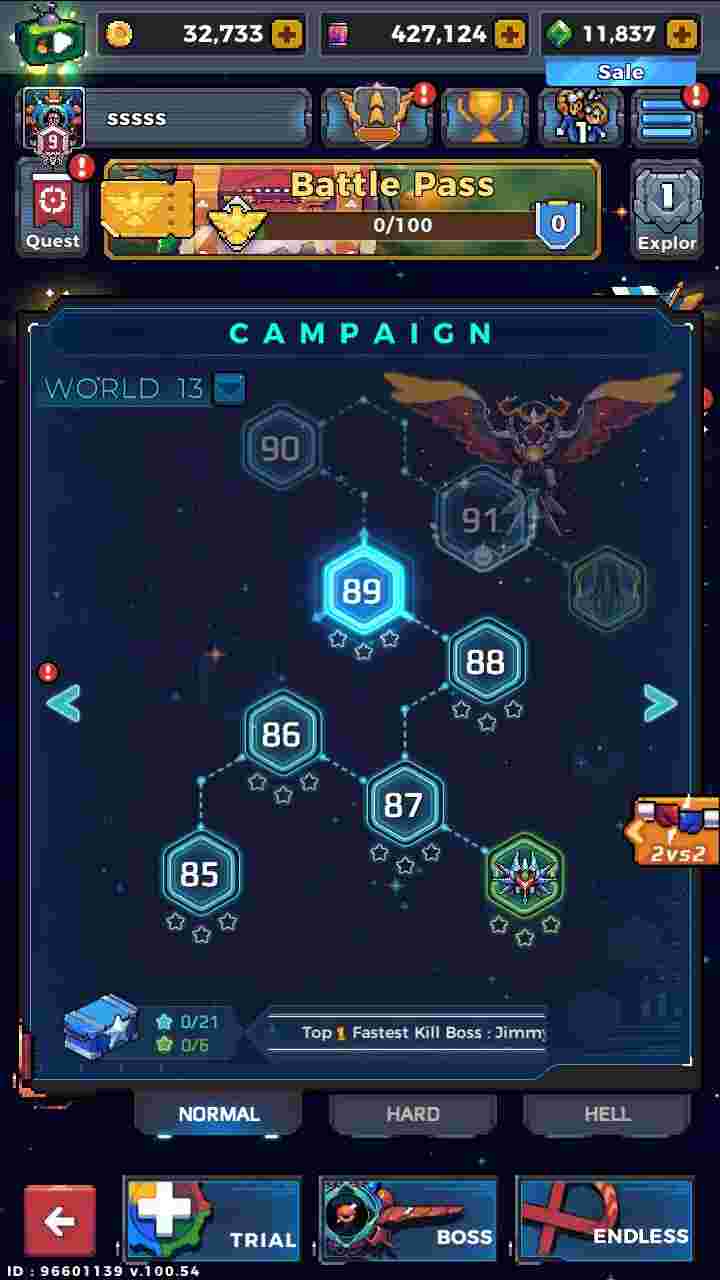 32,733
427,124
11,837
Sale
9
sssss
1
Quest
Battle Pass
0/100
0
1
Explor
CAMPAIGN
WORLD 13
90
91
89
88
86
87
85
2vs2
0/21
0/6
Top 1 Fastest Kill Boss : Jimmy
NORMAL
HARD
HELL
TRIAL
BOSS
ENDLESS
ID : 96601139 v.100.54